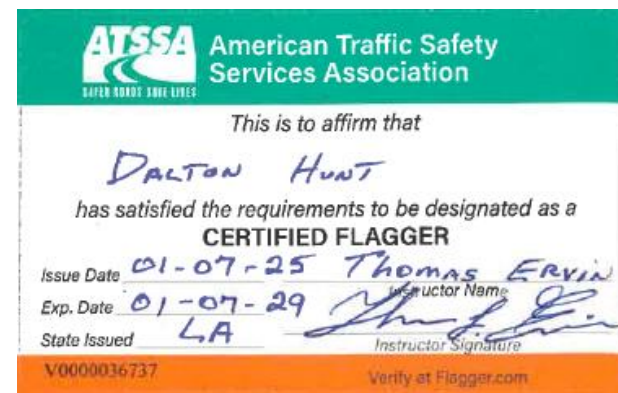 ATSSA
SAFER ROADS SAVE LIVES
American Traffic Safety
Services Association
This is to affirm that
DALTON HUNT
has satisfied the requirements to be designated as a
CERTIFIED FLAGGER
Issue Date 01-07-25 THOMAS ERVIN
Instructor Name
Exp. Date 01-07-29
State Issued LA
Instructor Signature
V0000036737 Verify at Flagger.com